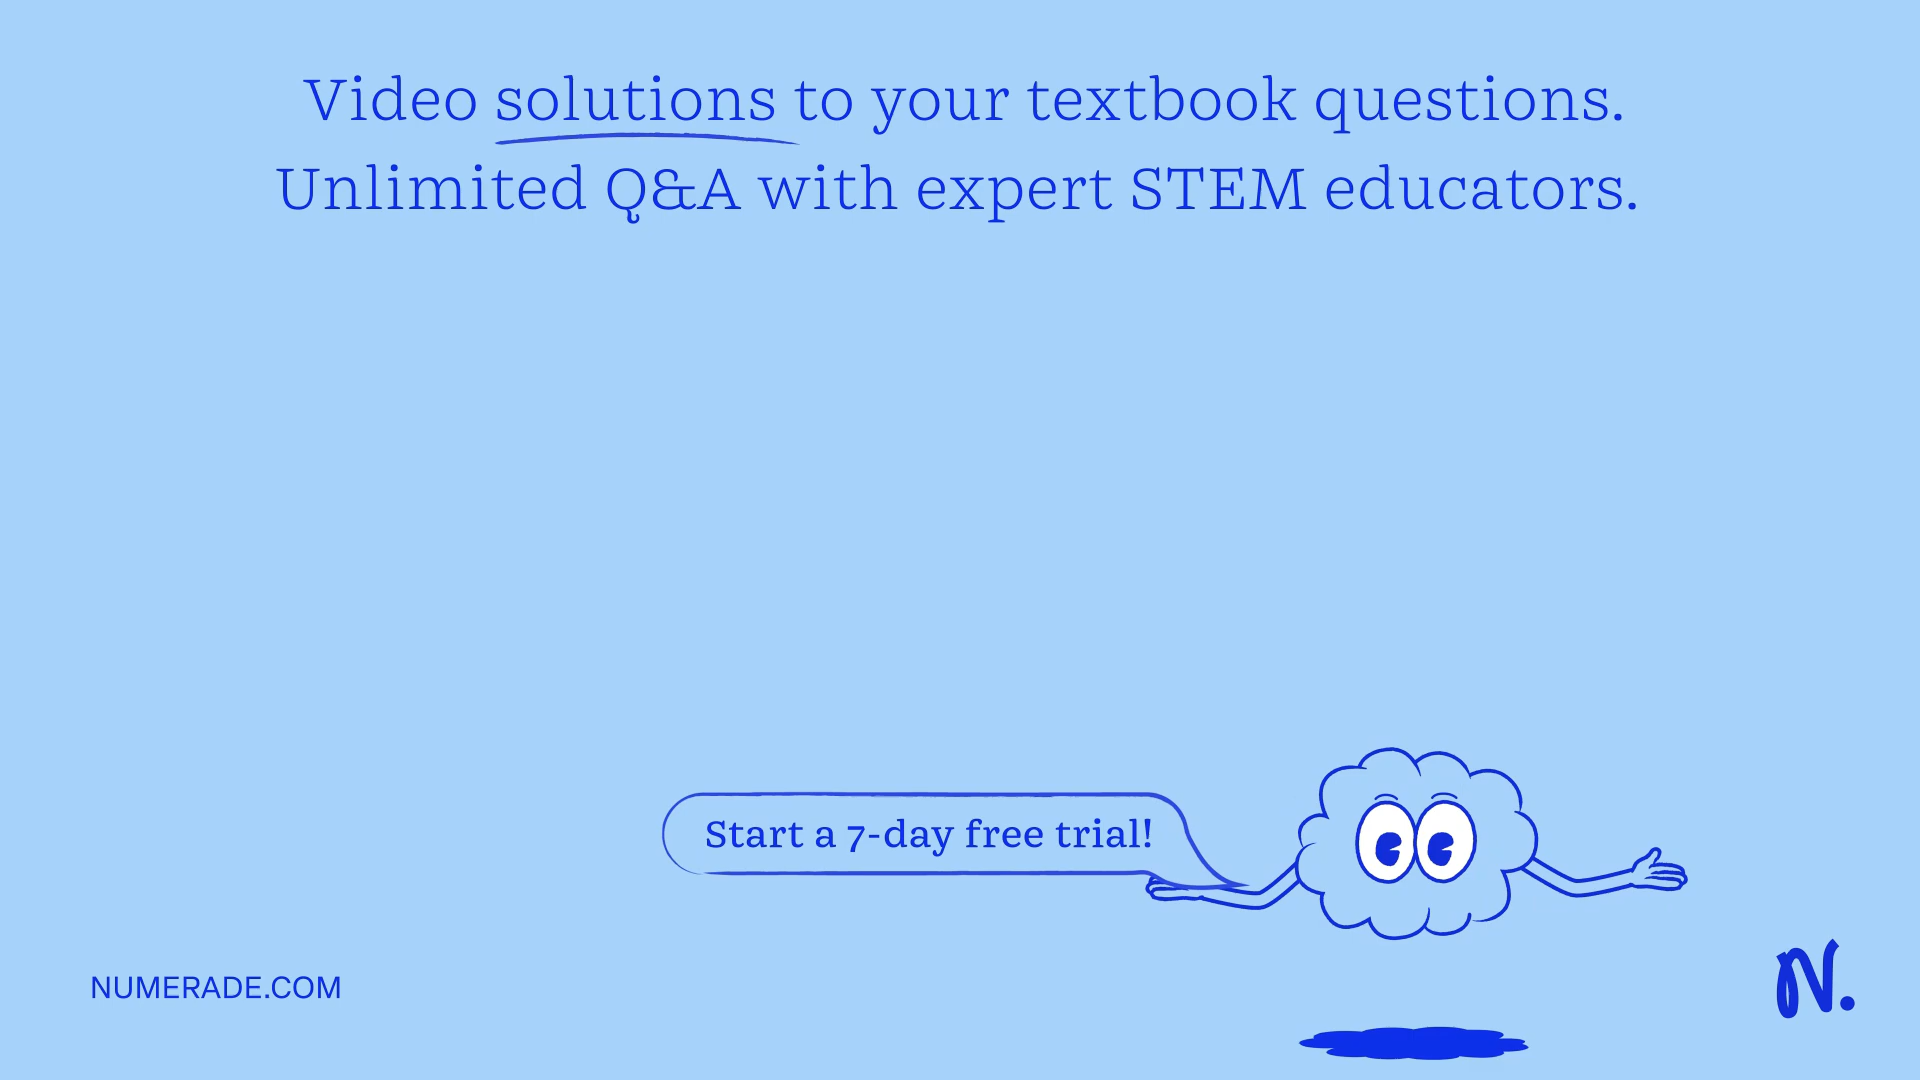 Video solutions to your textbook questions.
Unlimited Q&A with expert STEM educators.
Start a 7-day free trial!
NUMERADE.COM
N.